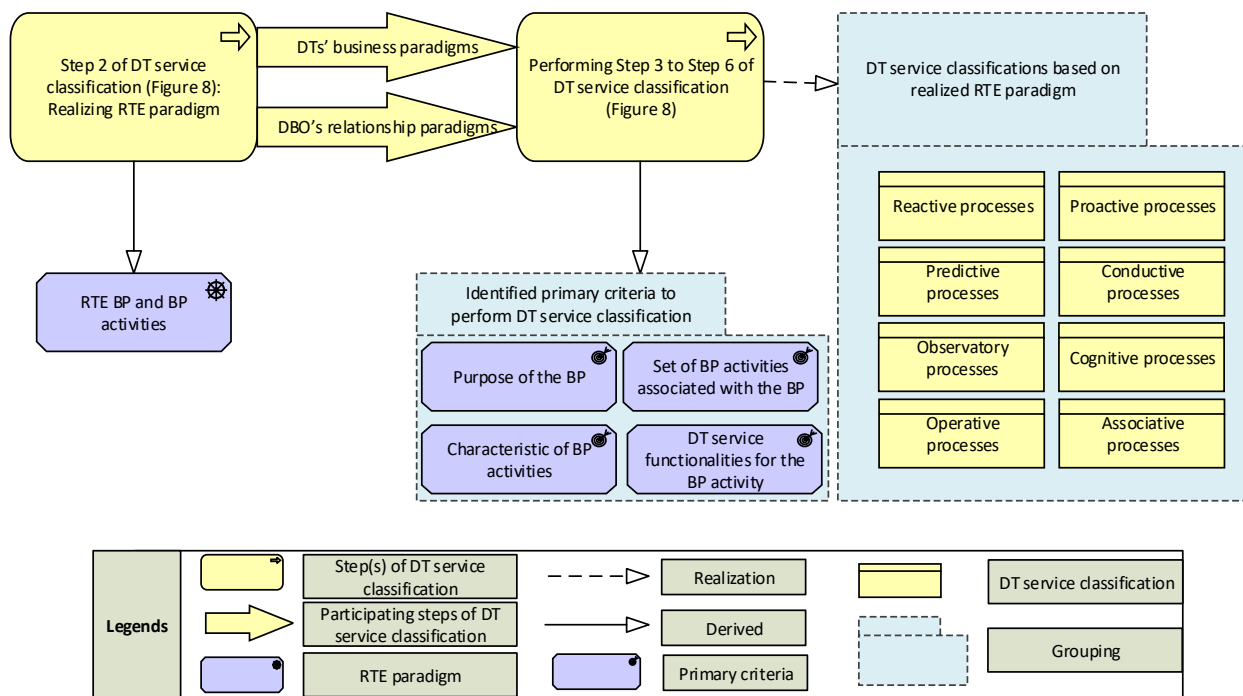 Step 2 of DT service
classification (Figure 8):
Realizing RTE paradigm
DTs' business paradigms
DBO's relationship paradigms
Performing Step 3 to Step 6 of
DT service classification
(Figure 8)
DT service classifications based on
realized RTE paradigm
Reactive processes
Proactive processes
Predictive
processes
Conductive
processes
Observatory
processes
Cognitive processes
Operative
processes
Associative
processes
RTE BP and BP
activities
Identified primary criteria to
perform DT service classification
Purpose of the BP
Set of BP activities
associated with the BP
Characteristic of BP
activities
DT service
functionalities for the
BP activity
Legends
Step(s) of DT service
classification
Participating steps of DT
service classification
RTE paradigm
Realization
Derived
Primary criteria
DT service classification
Grouping